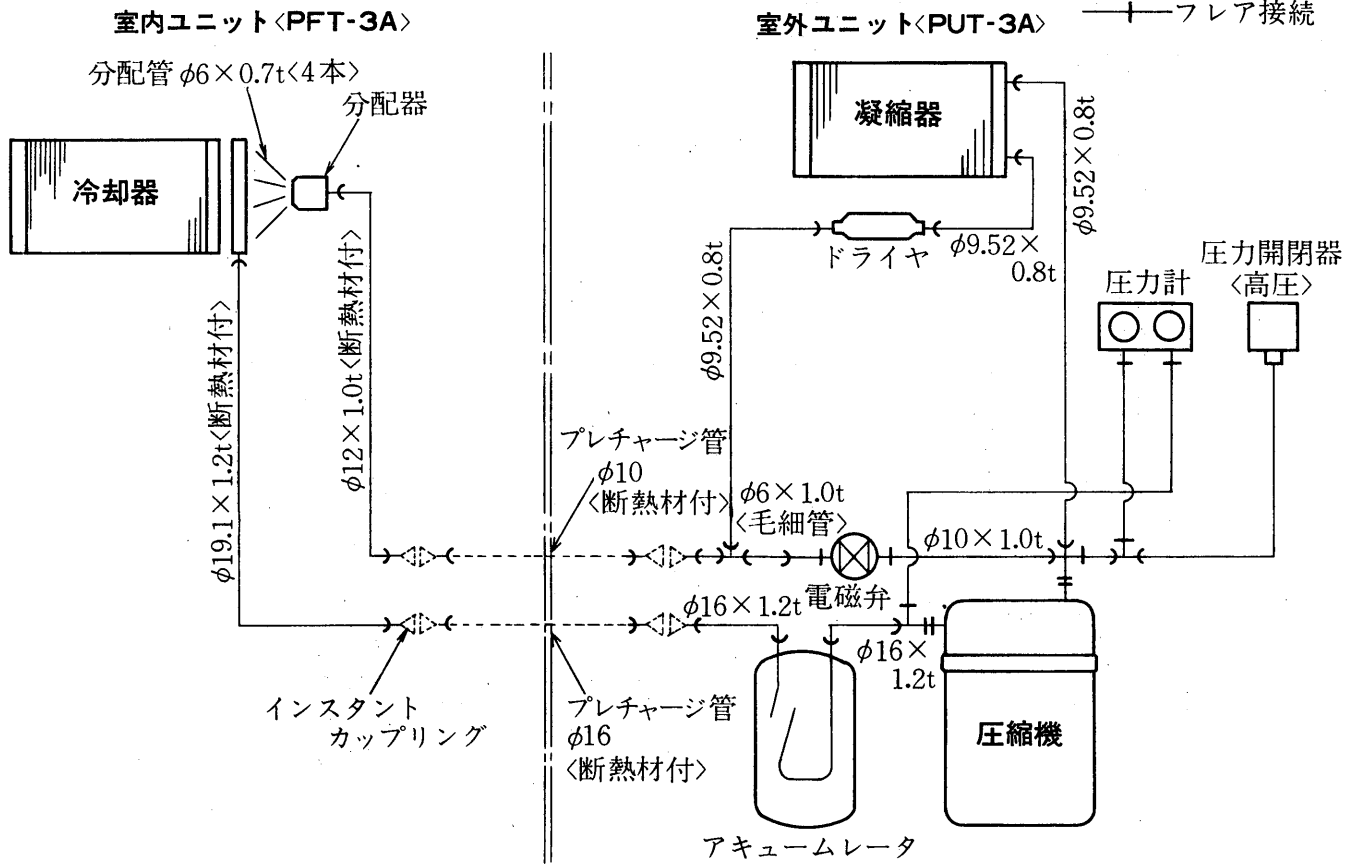 室内ユニット〈PFT-3A〉
室外ユニット〈PUT-3A〉
フレア接続
分配管φ6×0.7t〈4本〉
分配器
冷却器
凝縮器
φ9.52×0.8t
ドライヤ
φ9.52×
0.8t
φ9.52×0.8t
圧力計
圧力開閉器
〈高圧〉
φ19.1×1.2t〈断熱材付〉
φ12×1.0t〈断熱材付〉
プレチャージ管
φ10
〈断熱材付〉
φ6×1.0t
〈毛細管〉
φ10×1.0t
電磁弁
φ16×1.2t
φ16×
1.2t
インスタント
カップリング
プレチャージ管
φ16
〈断熱材付〉
圧縮機
アキュームレータ